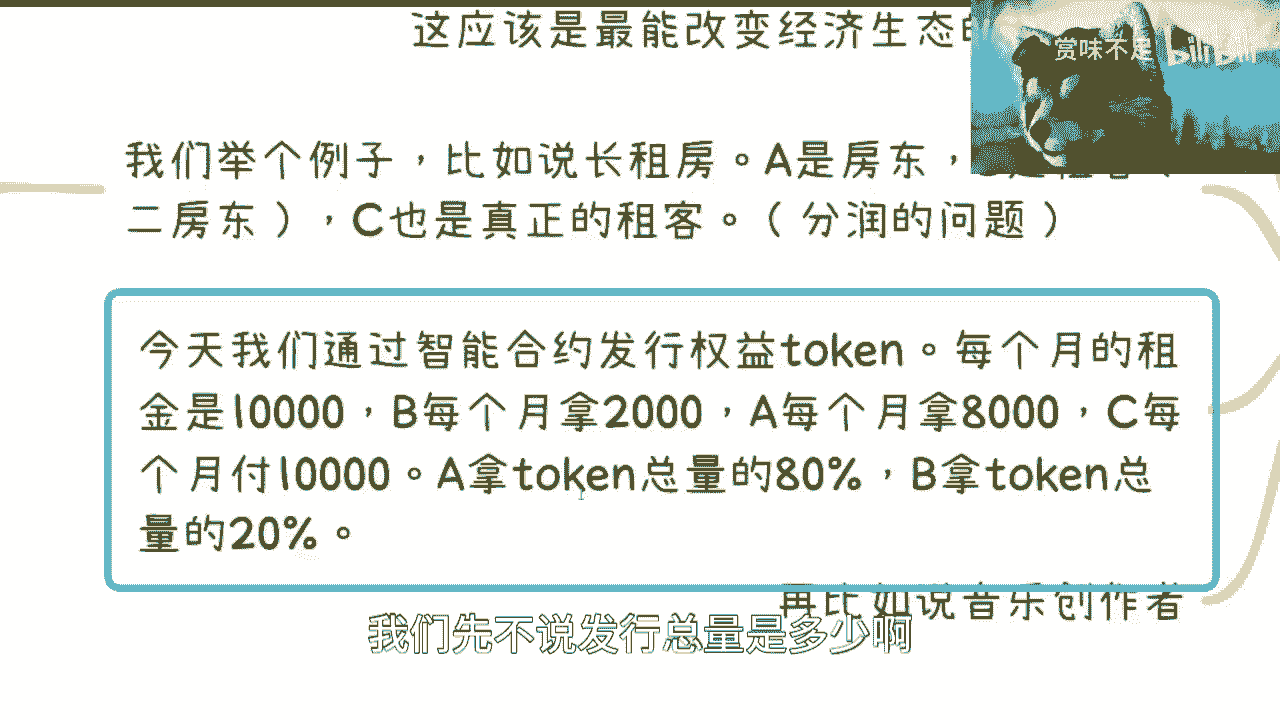 这应该是最能改变经济生态的
赏味不足 bilibili
我们举个例子，比如说长租房。A是房东，
二房东），C也是真正的租客。（分润的问题）
今天我们通过智能合约发行权益token。每个月的租
金是10000，B每个月拿2000，A每个月拿8000，C每
个月付10000。A拿token总量的80%，B拿token总
量的20%。
再比如说音乐创作者
我们先不说发行总量是多少啊